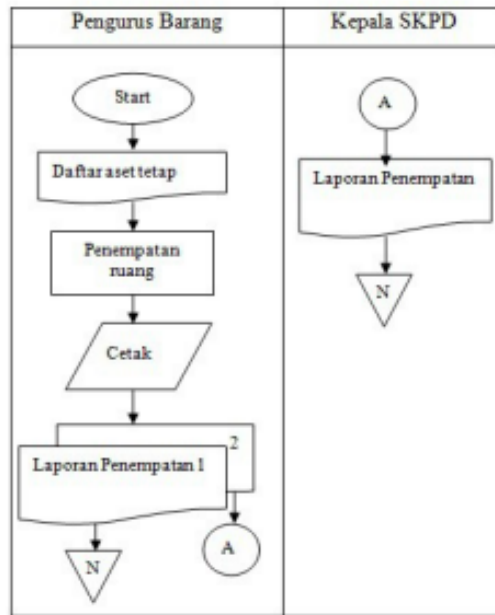 Pengurus Barang
Kepala SKPD
Start
Daftar aset tetap
Penempatan
ruang
Cetak
2
Laporan Penempatan 1
N
A
A
Laporan Penempatan
N